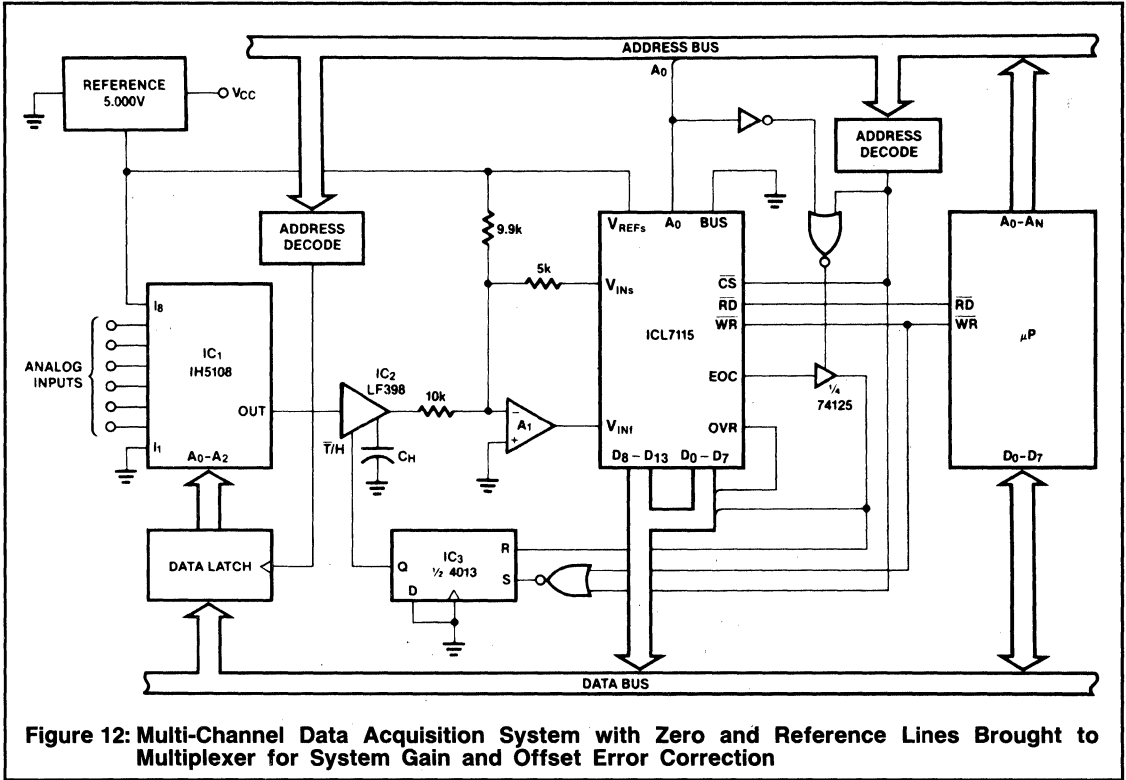 ADDRESS BUS
A0
REFERENCE
5.000V
VCC
ADDRESS
DECODE
ADDRESS
DECODE
9.9k
VREFs
A0
BUS
A0-AN
5k
VINs
CS
RD
RD
WR
WR
ICL7115
µP
I8
IC1
IH5108
ANALOG
INPUTS
IC2
LF398
10k
EOC
1/4
74125
OUT
A1
−
+
VINf
OVR
T/H
CH
I1
A0-A2
D8 – D13
D0 – D7
D0-D7
DATA LATCH
IC3
½ 4013
R
Q
S
D
DATA BUS
Figure 12: Multi-Channel Data Acquisition System with Zero and Reference Lines Brought to
Multiplexer for System Gain and Offset Error Correction